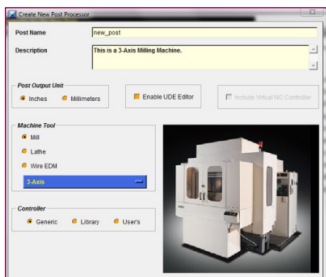 Create New Post Processor
Post Name
new_post
Description
This is a 3-Axis Milling Machine.
Post Output Unit
Inches Millimeters
Enable UDE Editor
Include Virtual NC Controller
Machine Tool
Mill
Lathe
Wire EDM
3-Axis
Controller
Generic Library User's